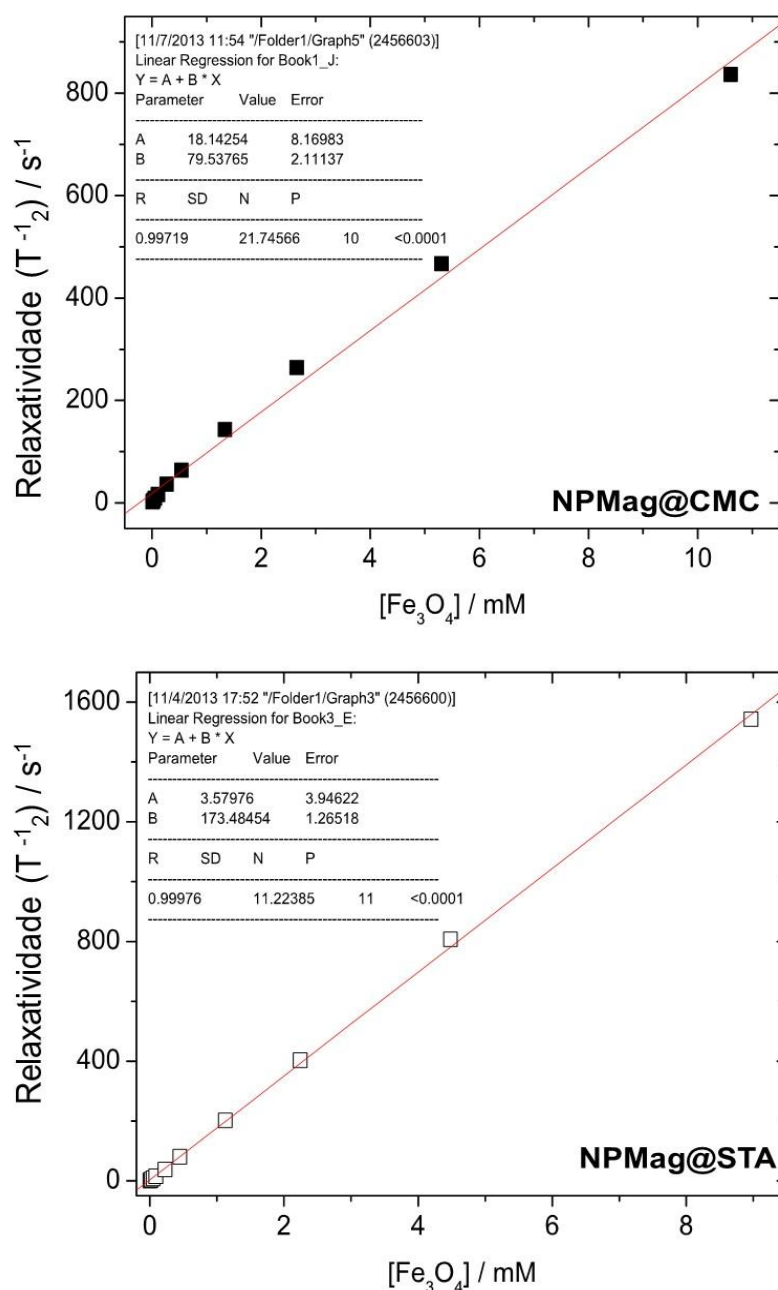 [11/7/2013 11:54 "/Folder1/Graph5" (2456603)]
Linear Regression for Book1_J:
Y = A + B * X
Parameter Value Error
------------------------------------------------------------
A 18.14254 8.16983
B 79.53765 2.11137
------------------------------------------------------------
R SD N P
------------------------------------------------------------
0.99719 21.74566 10 <0.0001
------------------------------------------------------------
800
600
400
200
0
Relaxatividade (T⁻¹₂) / s⁻¹
NPMag@CMC
0 2 4 6 8 10
[Fe₃O₄] / mM
[11/4/2013 17:52 "/Folder1/Graph3" (2456600)]
Linear Regression for Book3_E:
Y = A + B * X
Parameter Value Error
------------------------------------------------------------
A 3.57976 3.94622
B 173.48454 1.26518
------------------------------------------------------------
R SD N P
------------------------------------------------------------
0.99976 11.22385 11 <0.0001
------------------------------------------------------------
1600
1200
800
400
0
Relaxatividade (T⁻¹₂) / s⁻¹
NPMag@STA
0 2 4 6 8
[Fe₃O₄] / mM